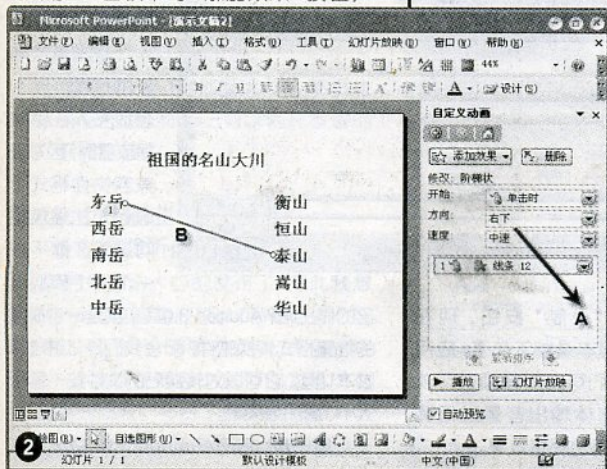 Microsoft PowerPoint - [演示文稿2]
文件(F) 编辑(E) 视图(V) 插入(I) 格式(O) 工具(T) 幻灯片放映(D) 窗口(W) 帮助(H)
44%
B I U A 设计(S)
自定义动画
添加效果 删除
修改: 阶梯状
开始: 单击时
方向: 右下
速度: 中速
1 线条 12
A
重新排序
播放 幻灯片放映
自动预览
祖国的名山大川
东岳 衡山
西岳 恒山
B
南岳 泰山
北岳 嵩山
中岳 华山
2
绘图(R) 自选图形(U)
幻灯片 1 / 1 默认设计模板 中文(中国)